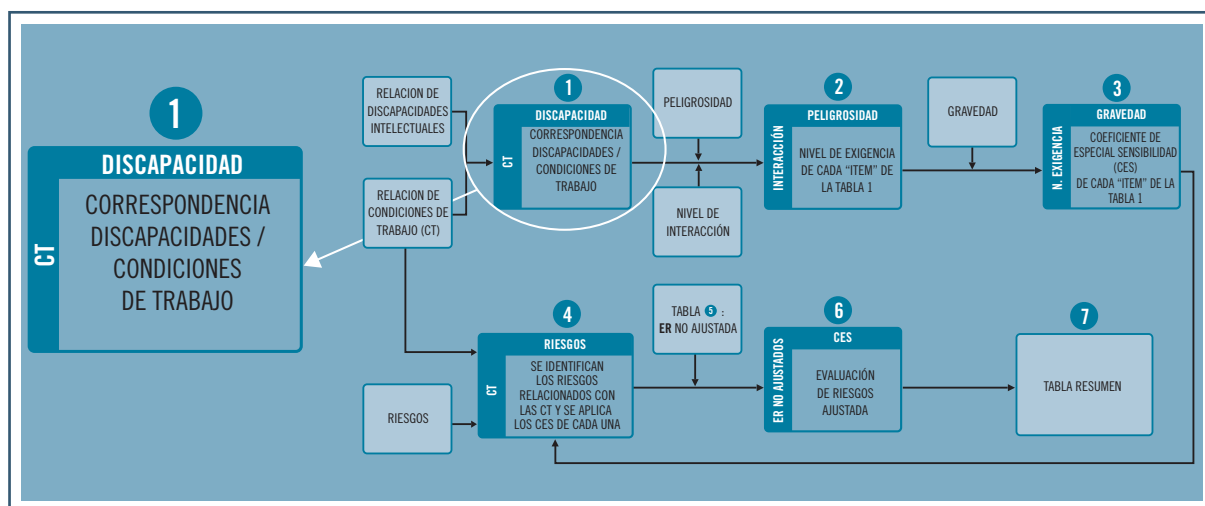 1
DISCAPACIDAD
CT
CORRESPONDENCIA
DISCAPACIDADES /
CONDICIONES
DE TRABAJO
RELACION DE
DISCAPACIDADES
INTELECTUALES
RELACION DE
CONDICIONES DE
TRABAJO (CT)
1
DISCAPACIDAD
CT
CORRESPONDENCIA
DISCAPACIDADES /
CONDICIONES DE
TRABAJO
PELIGROSIDAD
NIVEL DE
INTERACCIÓN
2
PELIGROSIDAD
INTERACCIÓN
NIVEL DE EXIGENCIA
DE CADA “ITEM” DE
LA TABLA 1
GRAVEDAD
3
GRAVEDAD
N. EXIGENCIA
COEFICIENTE DE
ESPECIAL SENSIBILIDAD
(CES)
DE CADA “ITEM” DE LA
TABLA 1
RIESGOS
4
RIESGOS
CT
SE IDENTIFICAN
LOS RIESGOS
RELACIONADOS CON
LAS CT Y SE APLICA
LOS CES DE CADA UNA
TABLA 5 :
ER NO AJUSTADA
6
CES
ER NO AJUSTADOS
EVALUACIÓN
DE RIESGOS
AJUSTADA
7
TABLA RESUMEN